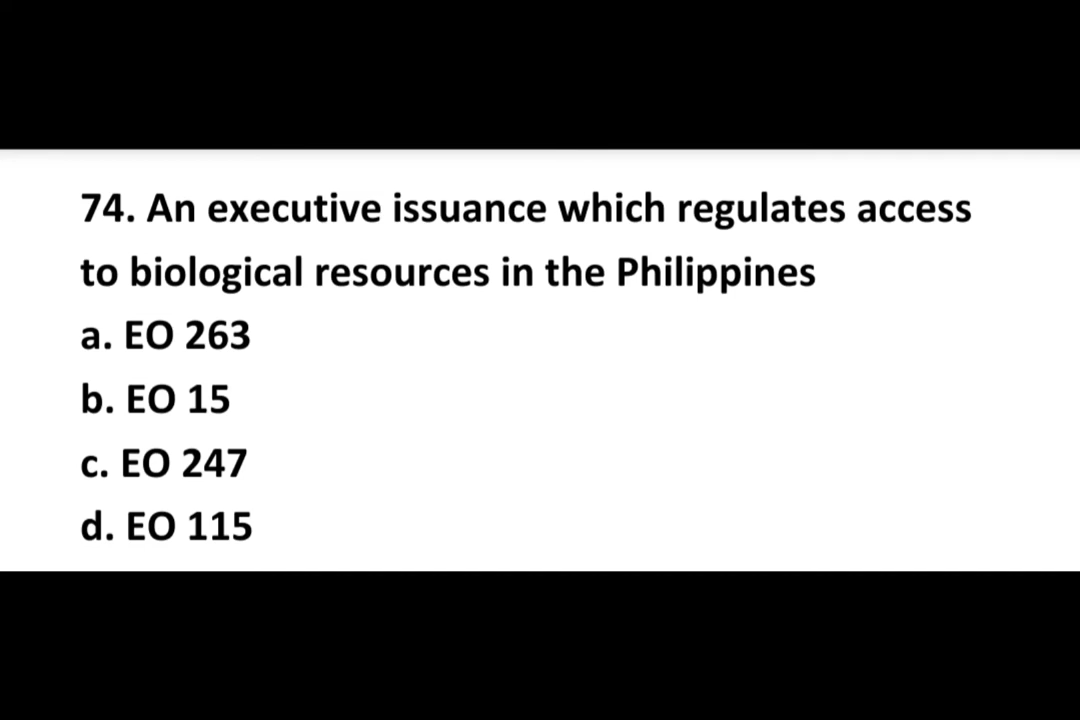 74. An executive issuance which regulates access
to biological resources in the Philippines
a. EO 263
b. EO 15
c. EO 247
d. EO 115